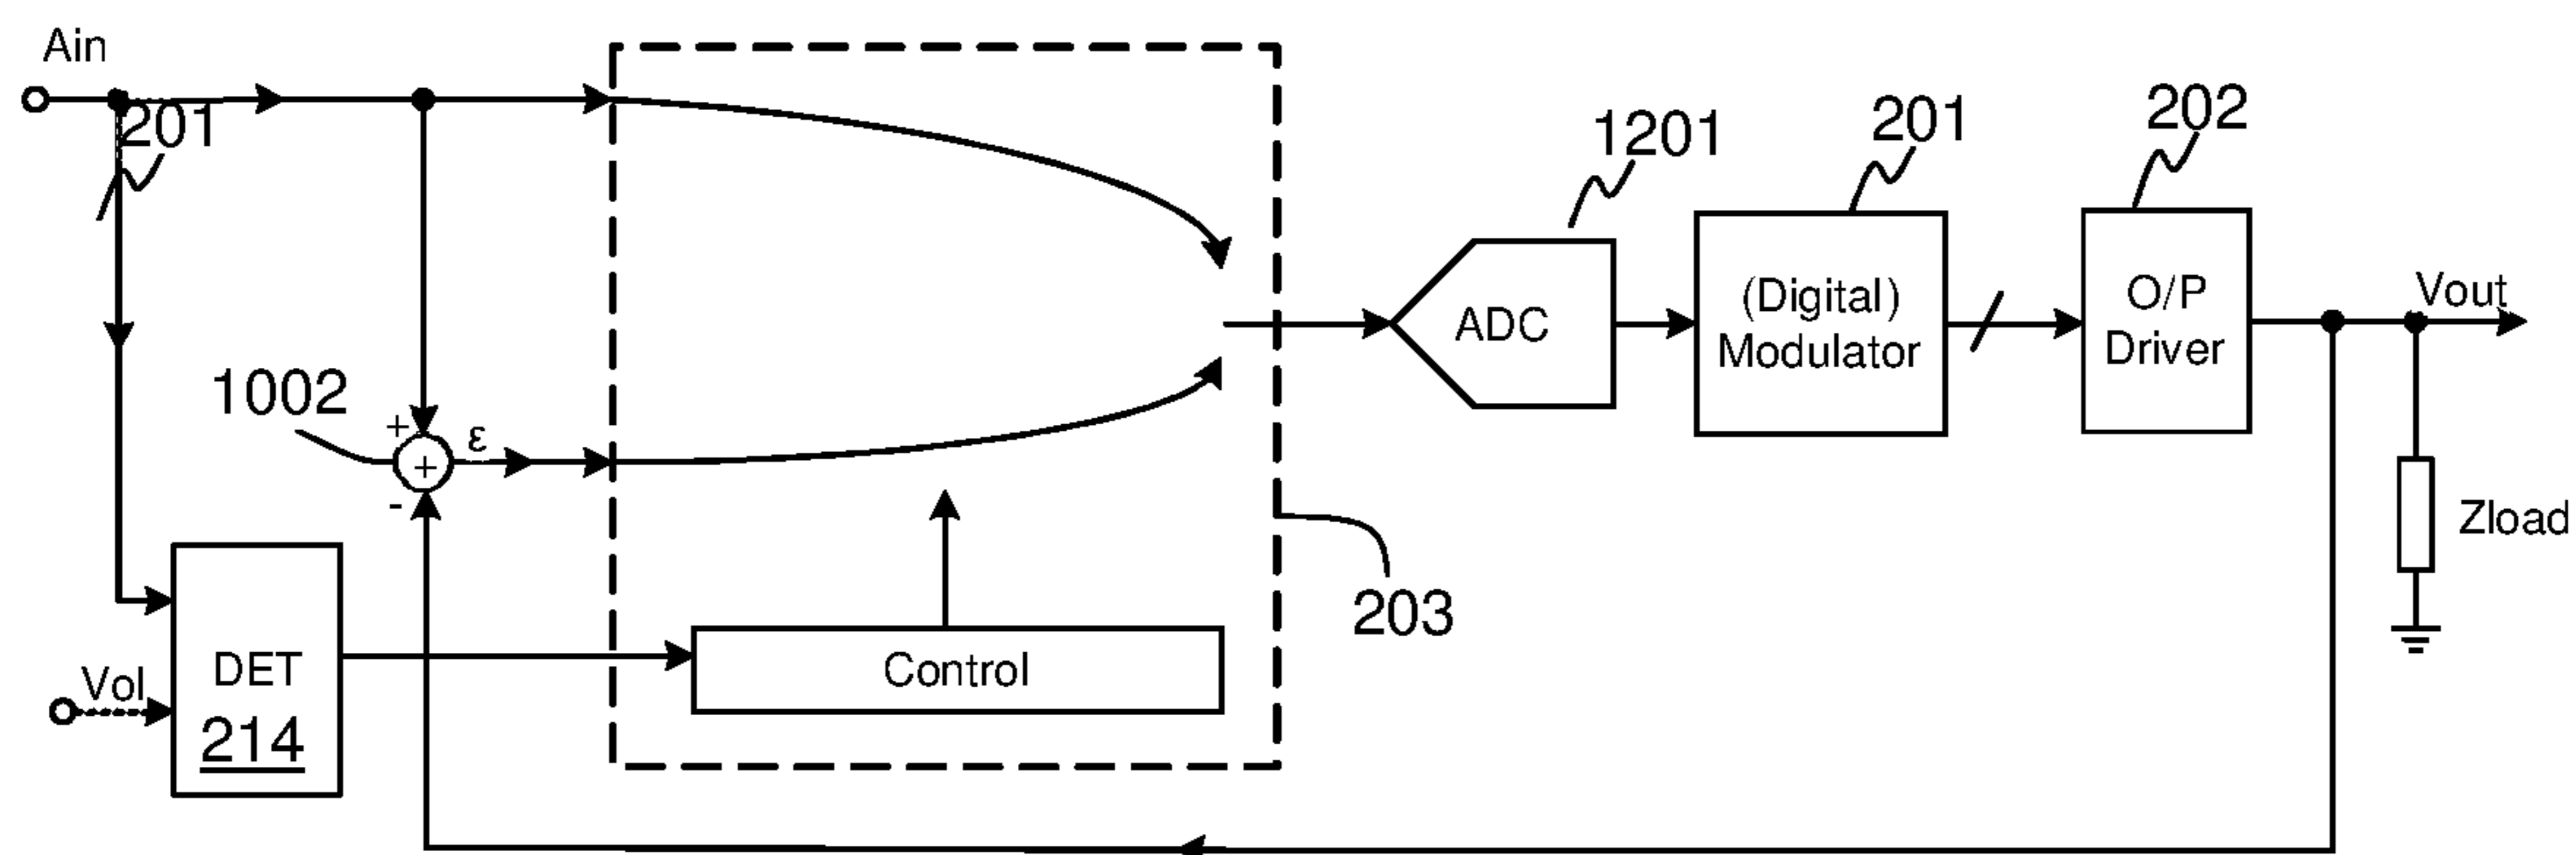 Ain
201
1201
201
202
(Digital)
Modulator
O/P
Driver
Vout
ADC
1002
+
ε
+
-
Zload
203
Vol
DET
214
Control